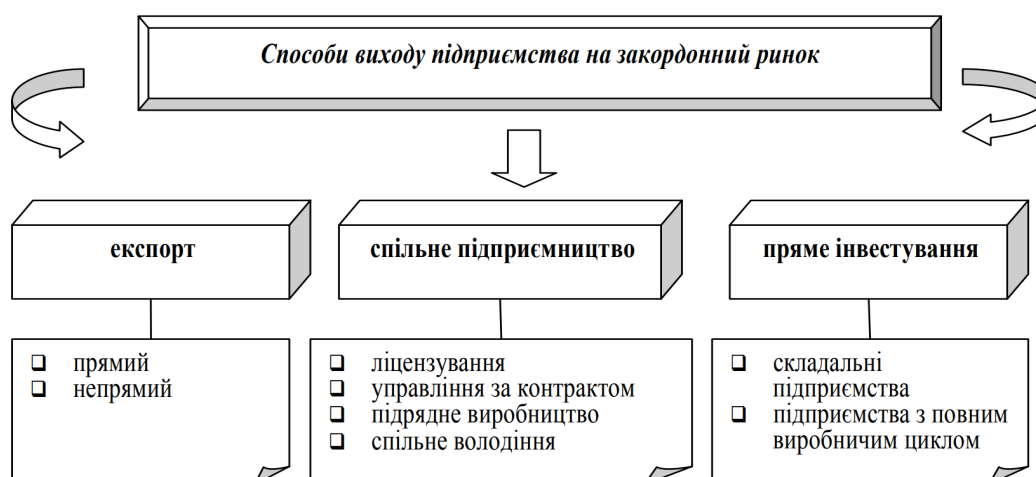 Способи виходу підприємства на закордонний ринок
експорт
спільне підприємництво
пряме інвестування
прямий
непрямий
ліцензування
управління за контрактом
підрядне виробництво
спільне володіння
складальні
підприємства
підприємства з повним
виробничим циклом